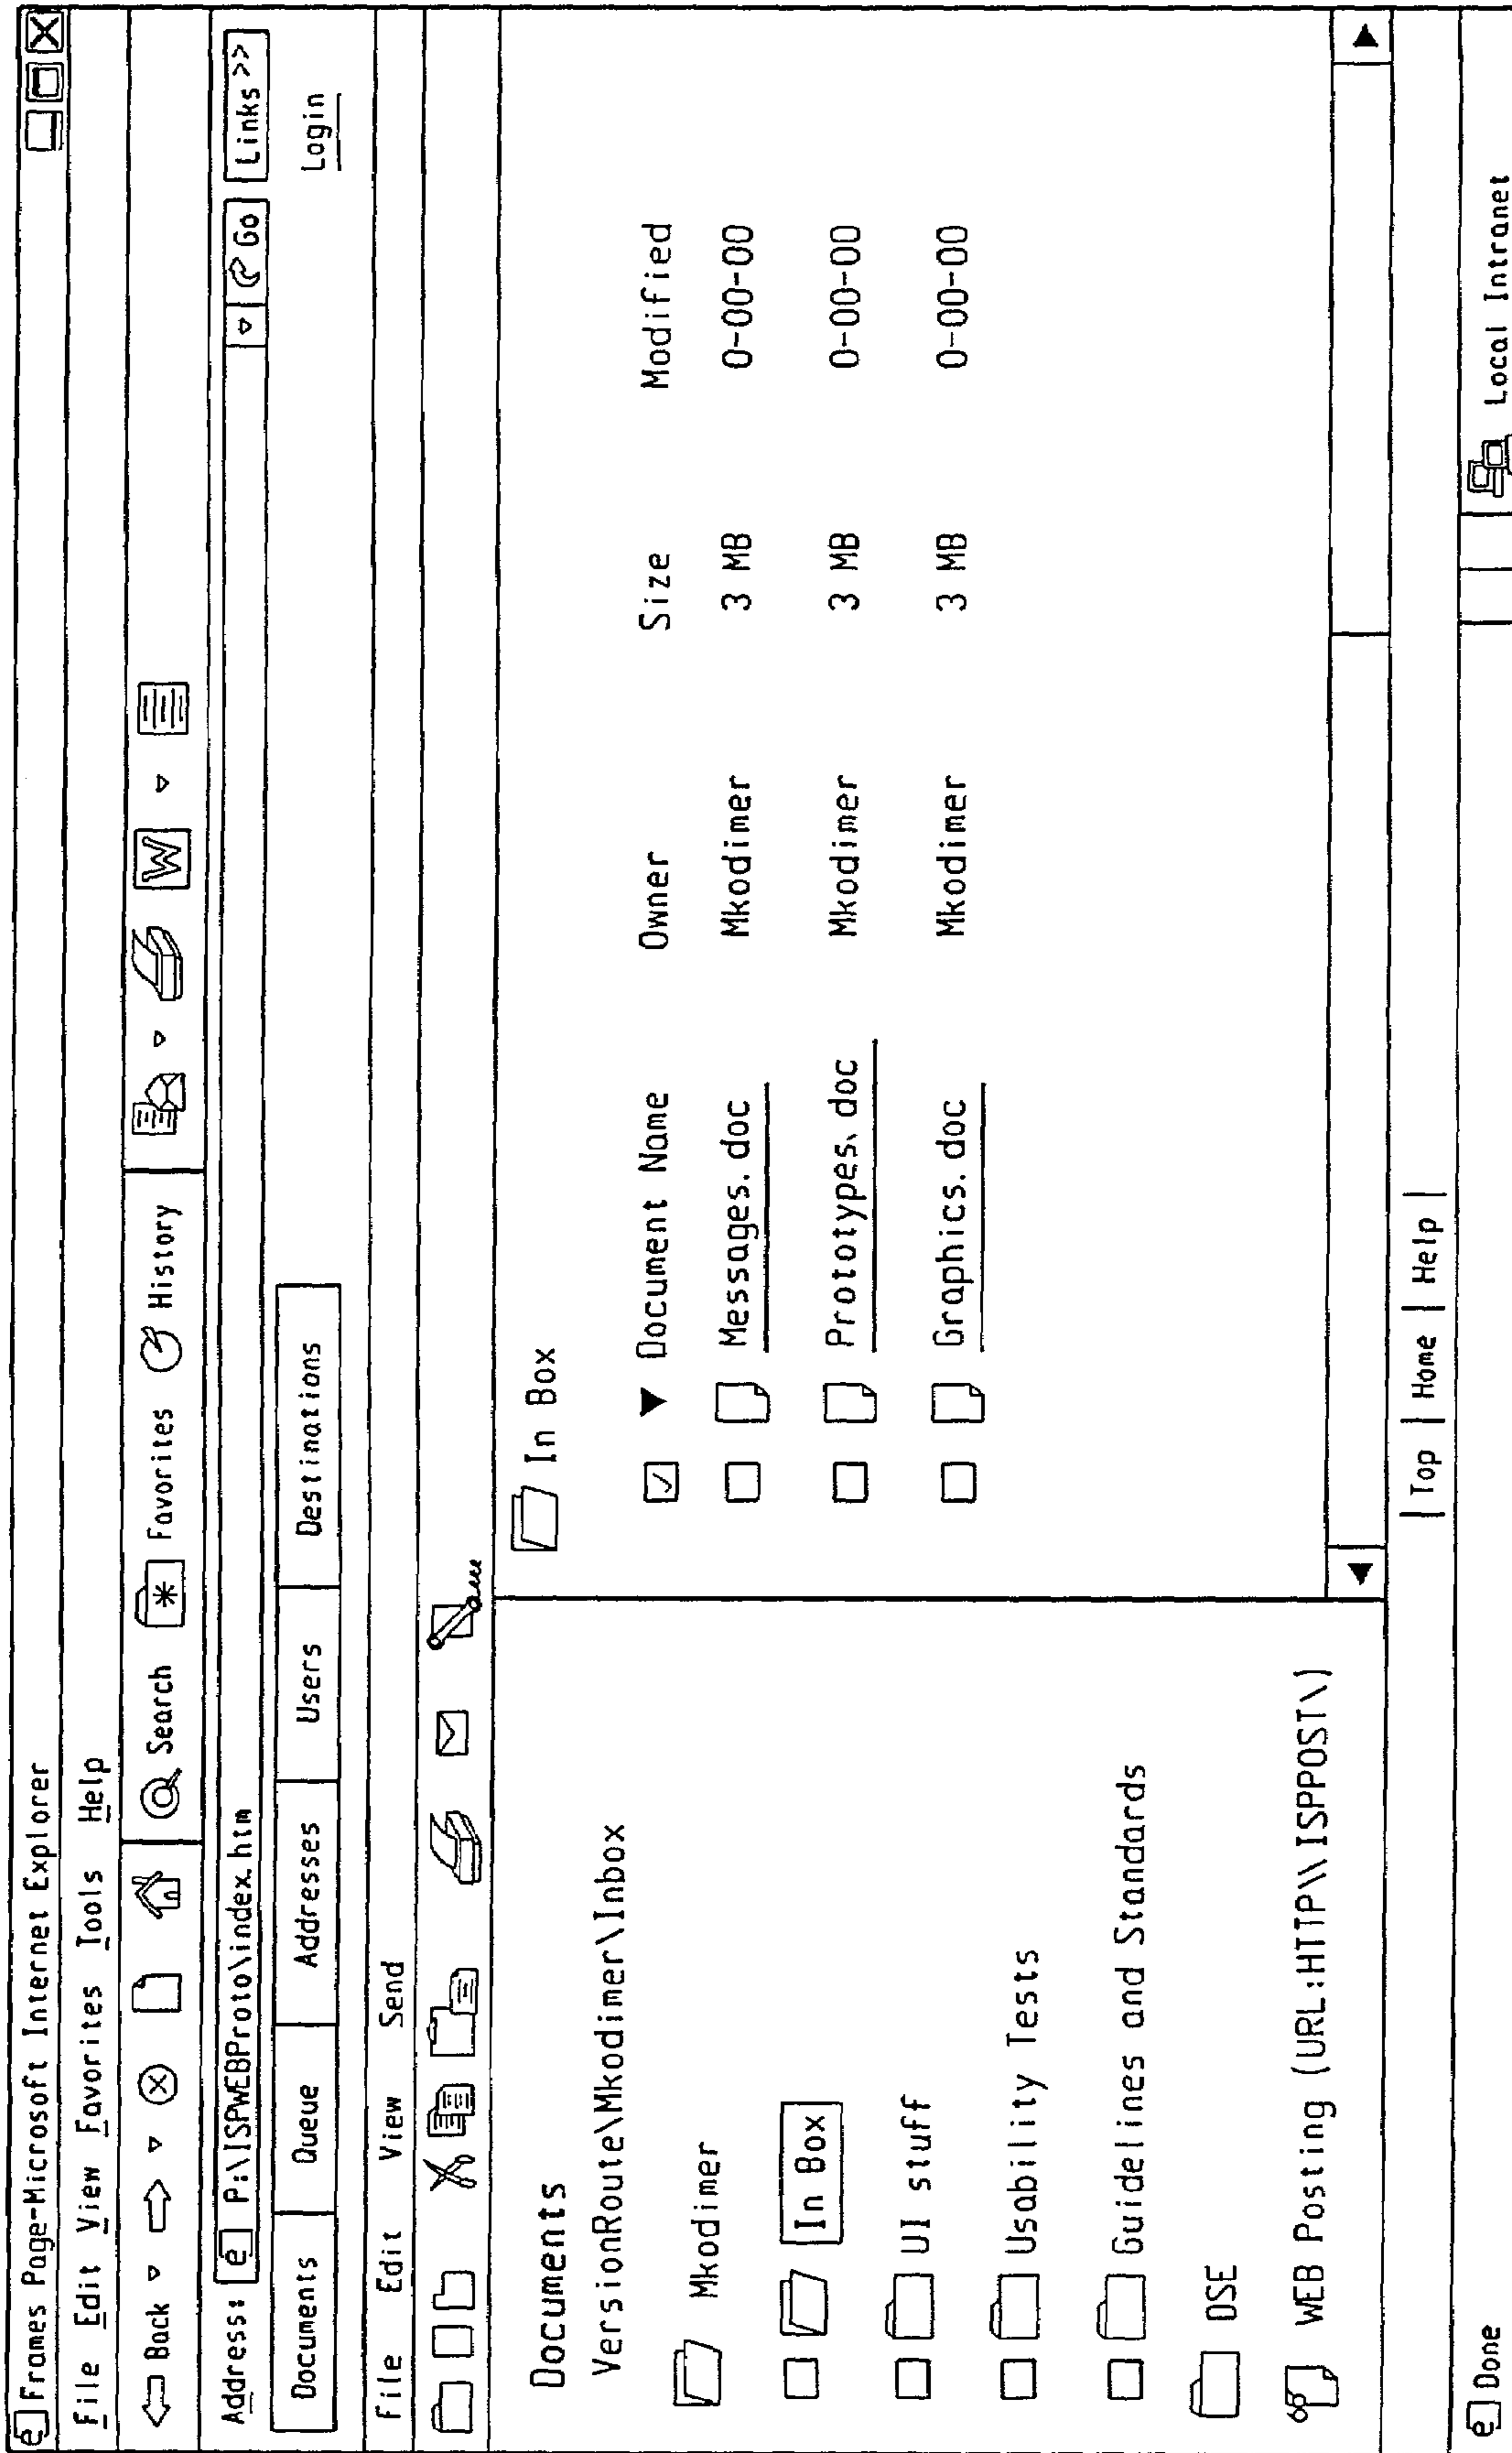 Frames Page-Microsoft Internet Explorer
File Edit View Favorites Tools Help
Back Search Favorites History W
Address: P:\ISPWEBProto\index.htm Go Links >>
Documents Queue Addresses Users Destinations Login
File Edit View Send
Documents
VersionRoute\Mkodimer\Inbox
Mkodimer
In Box
UI stuff
Usability Tests
Guidelines and Standards
DSE
WEB Posting (URL:HTTP\\ISPPOST\)
In Box
Document Name Owner Size Modified
Messages.doc Mkodimer 3 MB 0-00-00
Prototypes.doc Mkodimer 3 MB 0-00-00
Graphics.doc Mkodimer 3 MB 0-00-00
| Top | Home | Help |
Done Local Intranet